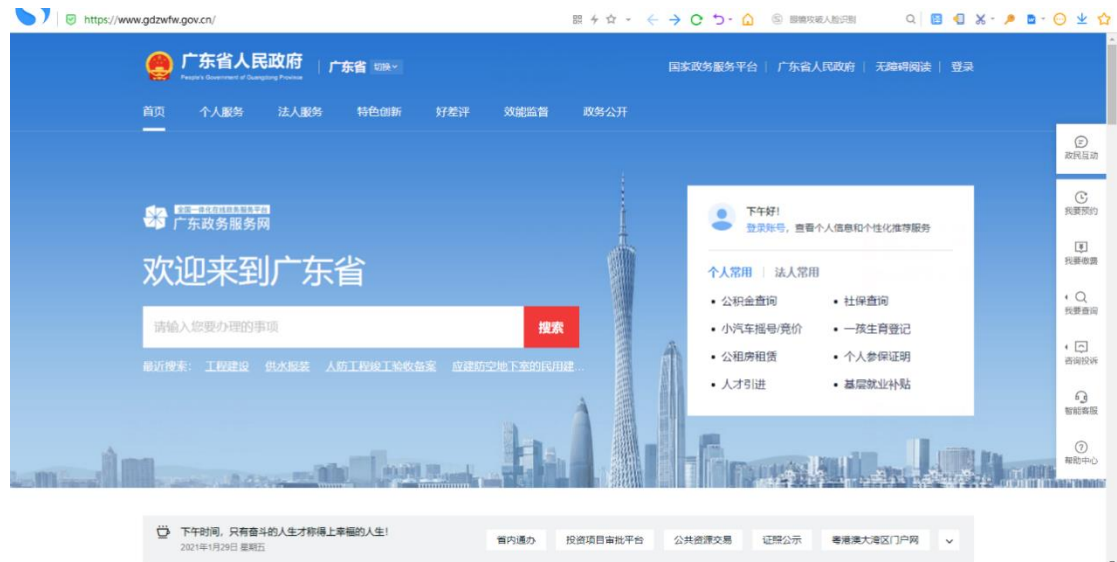 https://www.gdzwfw.gov.cn/
眼镜攻破人脸识别
广东省人民政府
People's Government of Guangdong Province
广东省 切换
国家政务服务平台 | 广东省人民政府 | 无障碍阅读 | 登录
首页 个人服务 法人服务 特色创新 好差评 效能监督 政务公开
全国一体化在线政务服务平台
广东政务服务网
欢迎来到广东省
请输入您要办理的事项 搜索
最近搜索: 工程建设 供水报装 人防工程竣工验收备案 应建防空地下室的民用建...
下午好!
登录账号,查看个人信息和个性化推荐服务
个人常用 | 法人常用
• 公积金查询 • 社保查询
• 小汽车摇号/竞价 • 一孩生育登记
• 公租房租赁 • 个人参保证明
• 人才引进 • 基层就业补贴
政民互动
我要预约
我要缴费
我要查询
咨询投诉
智能客服
帮助中心
下午时间,只有奋斗的人生才称得上幸福的人生!
2021年1月29日 星期五
省内通办 投资项目审批平台 公共资源交易 证照公示 粤港澳大湾区门户网